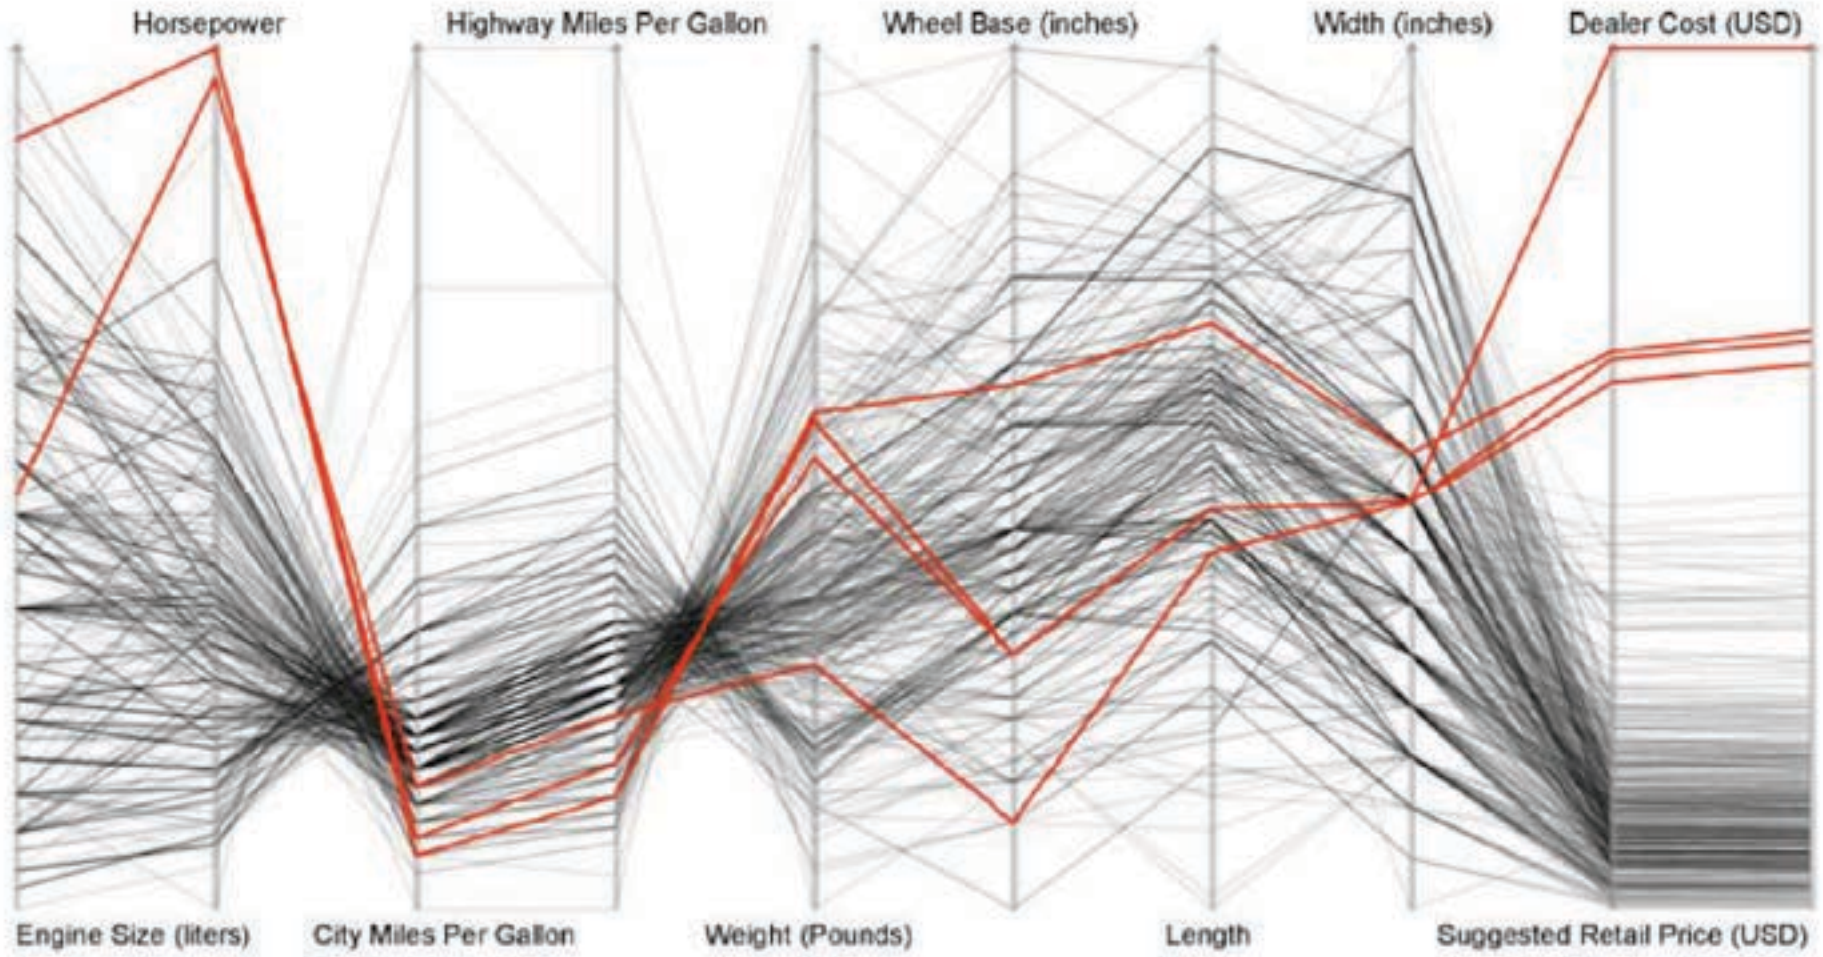 Horsepower
Highway Miles Per Gallon
Wheel Base (inches)
Width (inches)
Dealer Cost (USD)
Engine Size (liters)
City Miles Per Gallon
Weight (Pounds)
Length
Suggested Retail Price (USD)